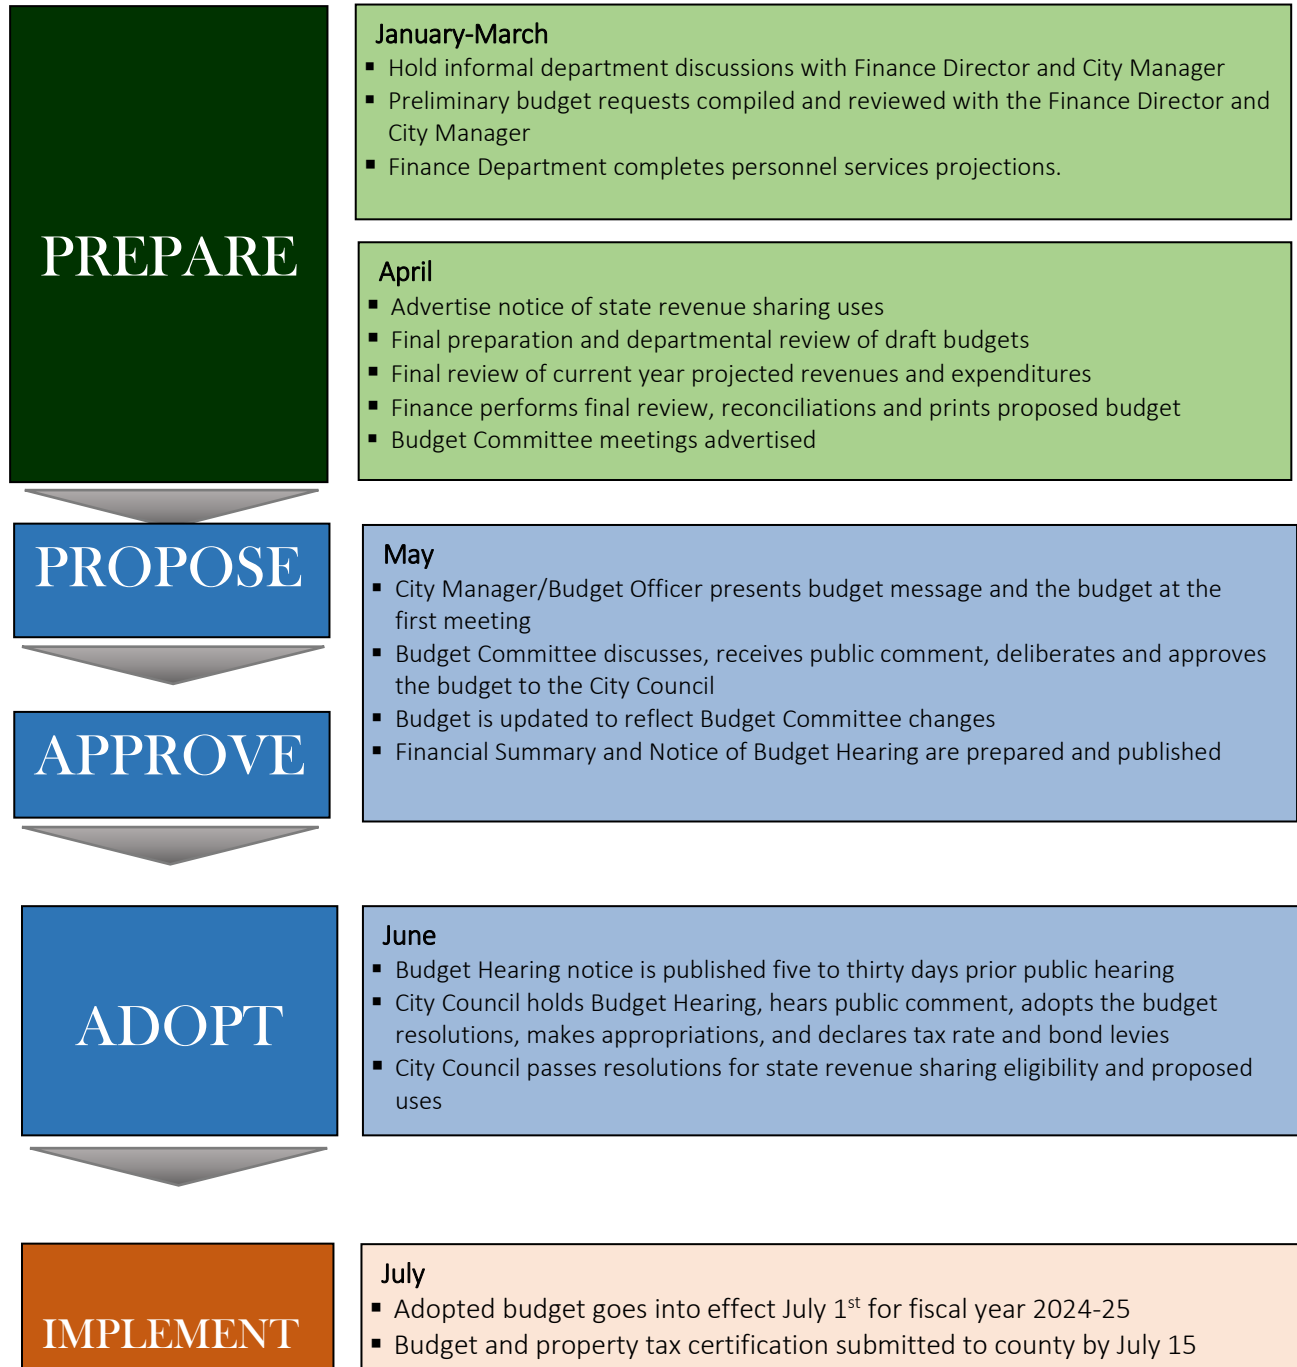 PREPARE
January-March
▪ Hold informal department discussions with Finance Director and City Manager
▪ Preliminary budget requests compiled and reviewed with the Finance Director and
City Manager
▪ Finance Department completes personnel services projections.
April
▪ Advertise notice of state revenue sharing uses
▪ Final preparation and departmental review of draft budgets
▪ Final review of current year projected revenues and expenditures
▪ Finance performs final review, reconciliations and prints proposed budget
▪ Budget Committee meetings advertised
PROPOSE
APPROVE
May
▪ City Manager/Budget Officer presents budget message and the budget at the
first meeting
▪ Budget Committee discusses, receives public comment, deliberates and approves
the budget to the City Council
▪ Budget is updated to reflect Budget Committee changes
▪ Financial Summary and Notice of Budget Hearing are prepared and published
ADOPT
June
▪ Budget Hearing notice is published five to thirty days prior public hearing
▪ City Council holds Budget Hearing, hears public comment, adopts the budget
resolutions, makes appropriations, and declares tax rate and bond levies
▪ City Council passes resolutions for state revenue sharing eligibility and proposed
uses
IMPLEMENT
July
▪ Adopted budget goes into effect July 1st for fiscal year 2024-25
▪ Budget and property tax certification submitted to county by July 15